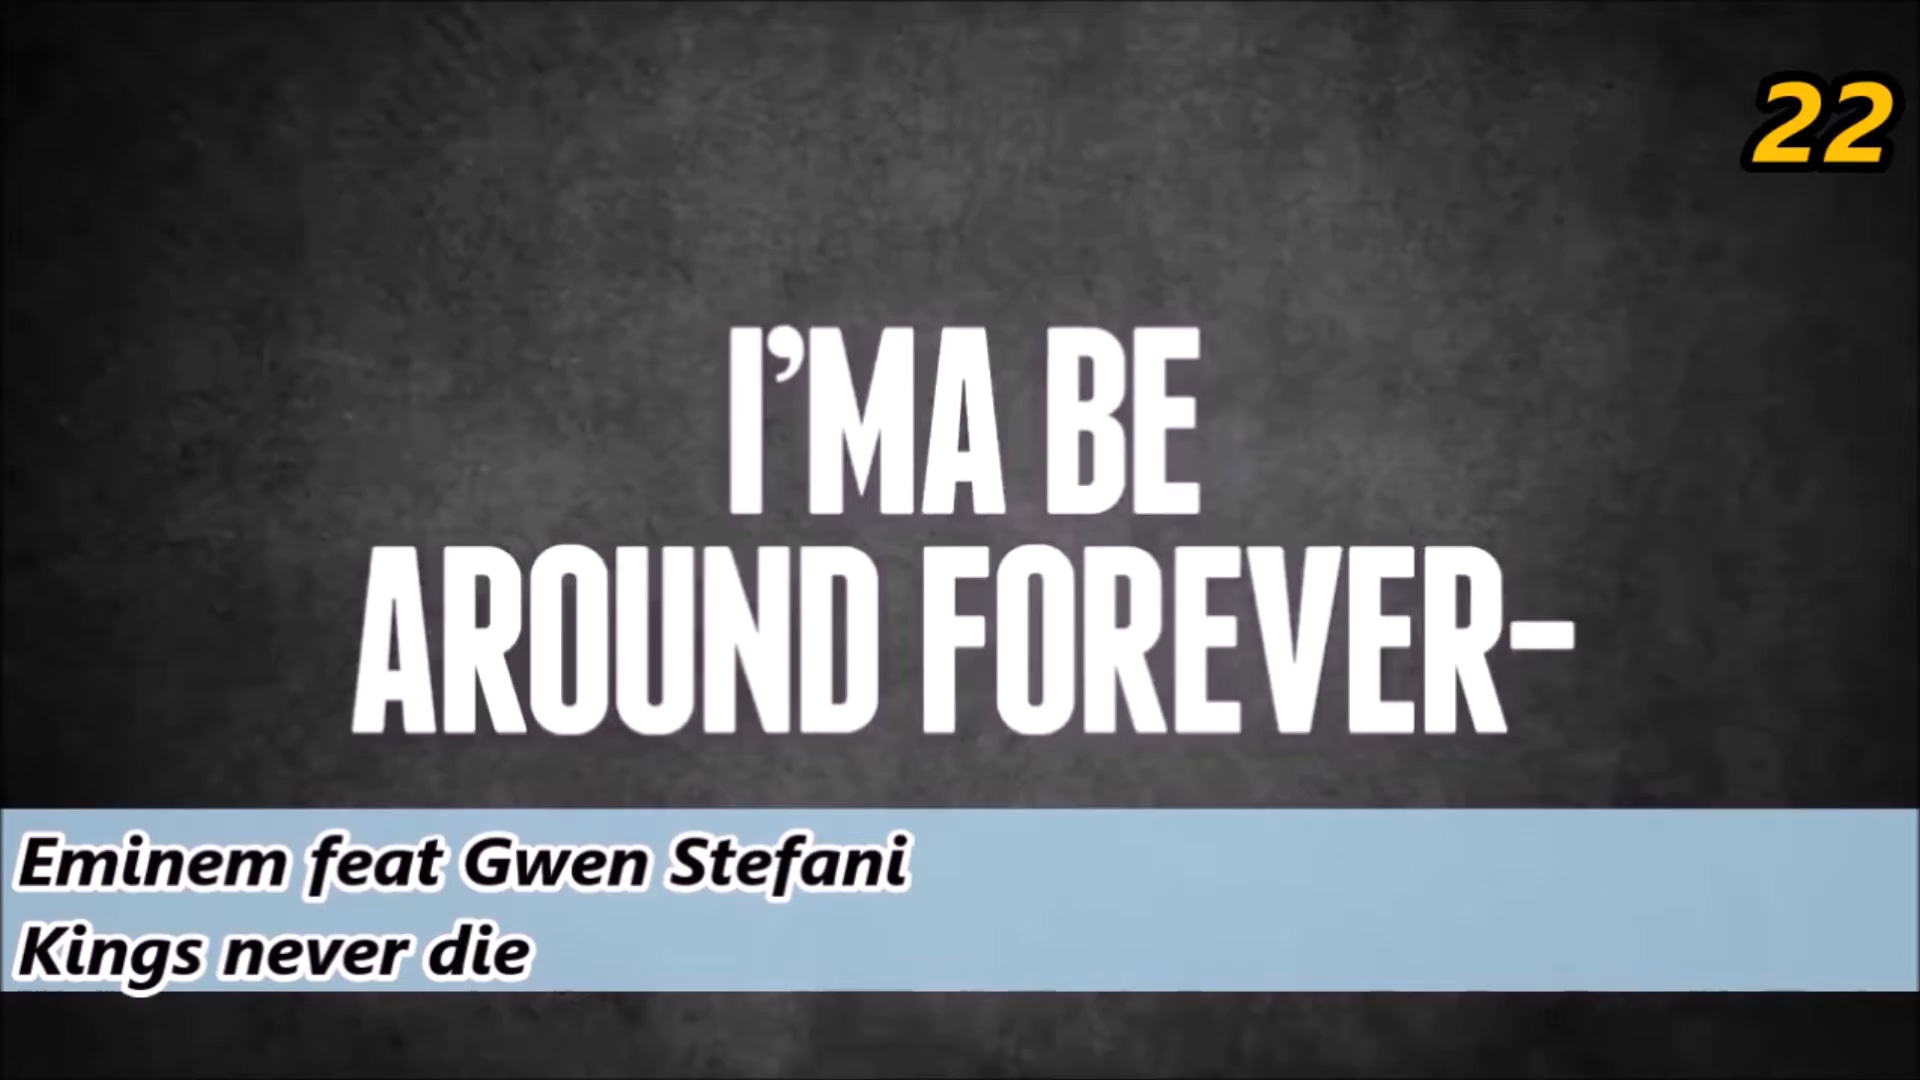 22
I’MA BE
AROUND FOREVER-
Eminem feat Gwen Stefani
Kings never die